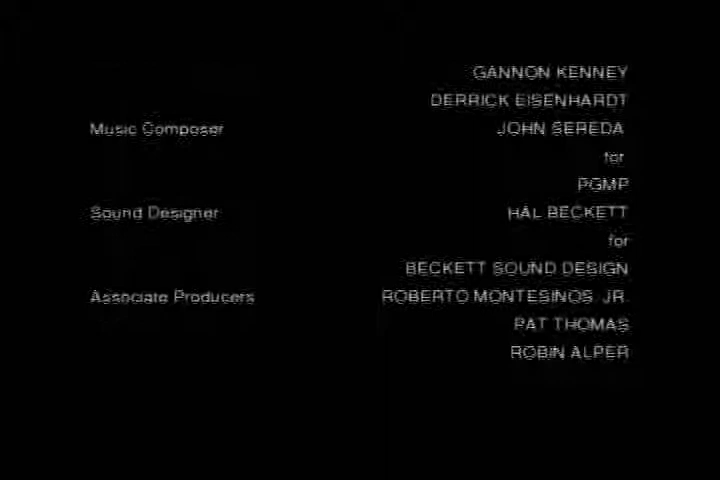 GANNON KENNEY
DERRICK EISENHARDT
Music Composer JOHN SEREDA
for
PGMP
Sound Designer HAL BECKETT
for
BECKETT SOUND DESIGN
Associate Producers ROBERTO MONTESINOS JR.
PAT THOMAS
ROBIN ALPER